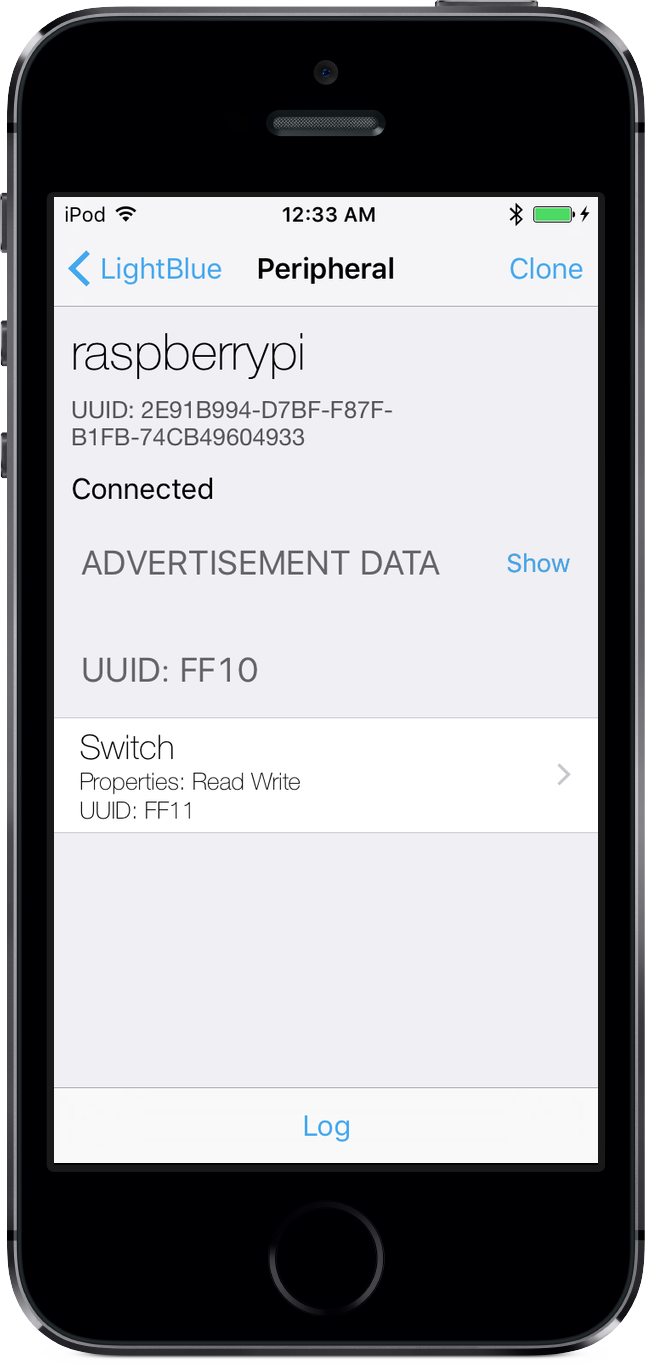 iPod 12:33 AM
LightBlue Peripheral Clone
raspberrypi
UUID: 2E91B994-D7BF-F87F-
B1FB-74CB49604933
Connected
ADVERTISEMENT DATA Show
UUID: FF10
Switch
Properties: Read Write
UUID: FF11
Log